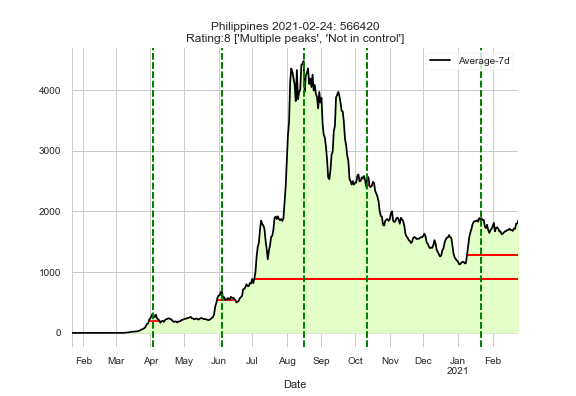 Philippines 2021-02-24: 566420
Rating:8 ['Multiple peaks', 'Not in control']
Average-7d
4000
3000
2000
1000
0
Feb Mar Apr May Jun Jul Aug Sep Oct Nov Dec Jan Feb
2021
Date